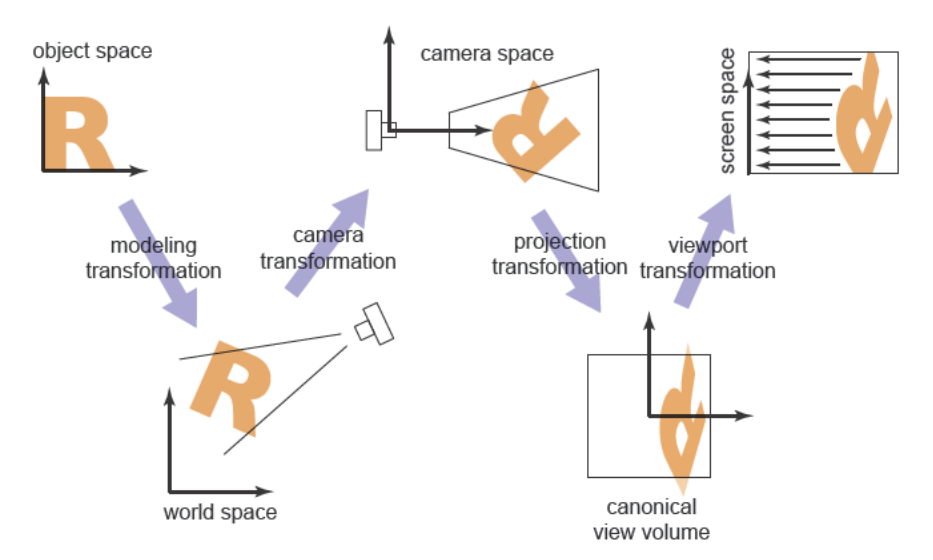 object space
camera space
screen space
modeling
transformation
camera
transformation
projection
transformation
viewport
transformation
world space
canonical
view volume